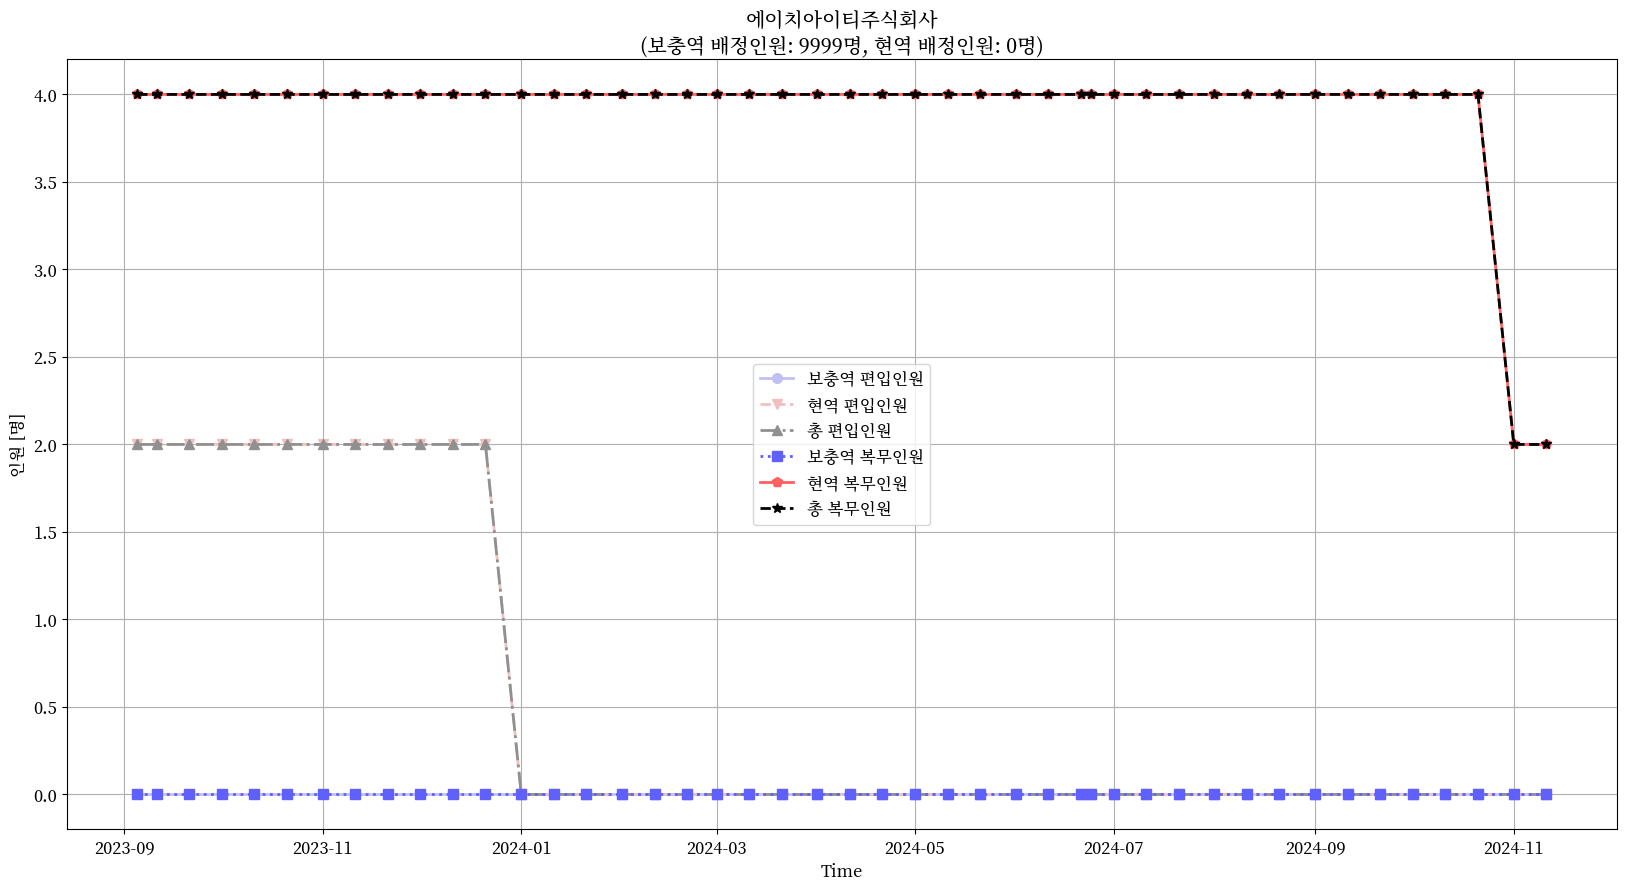 에이치아이티주식회사
(보충역 배정인원: 9999명, 현역 배정인원: 0명)
인원 [명]
4.0
3.5
3.0
2.5
2.0
1.5
1.0
0.5
0.0
보충역 편입인원
현역 편입인원
총 편입인원
보충역 복무인원
현역 복무인원
총 복무인원
2023-09
2023-11
2024-01
2024-03
2024-05
2024-07
2024-09
2024-11
Time